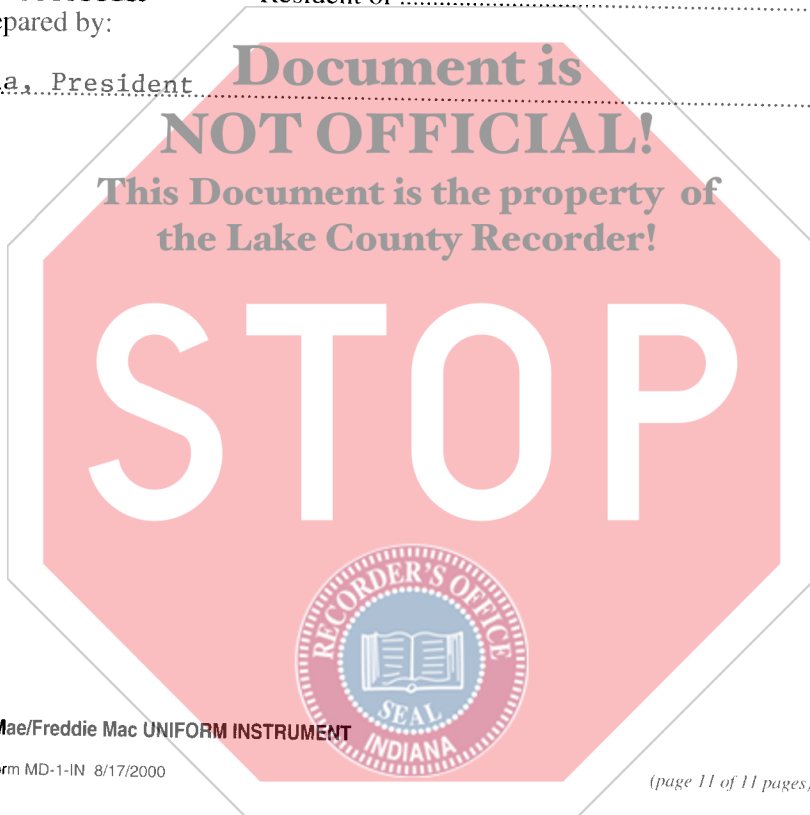 Resident of
epared by:
a, President
Document is
NOT OFFICIAL!
This Document is the property of
the Lake County Recorder!
STOP
RECORDER'S OFFICE
SEAL
INDIANA
Mae/Freddie Mac UNIFORM INSTRUMENT
rm MD-1-IN 8/17/2000
(page 11 of 11 pages)